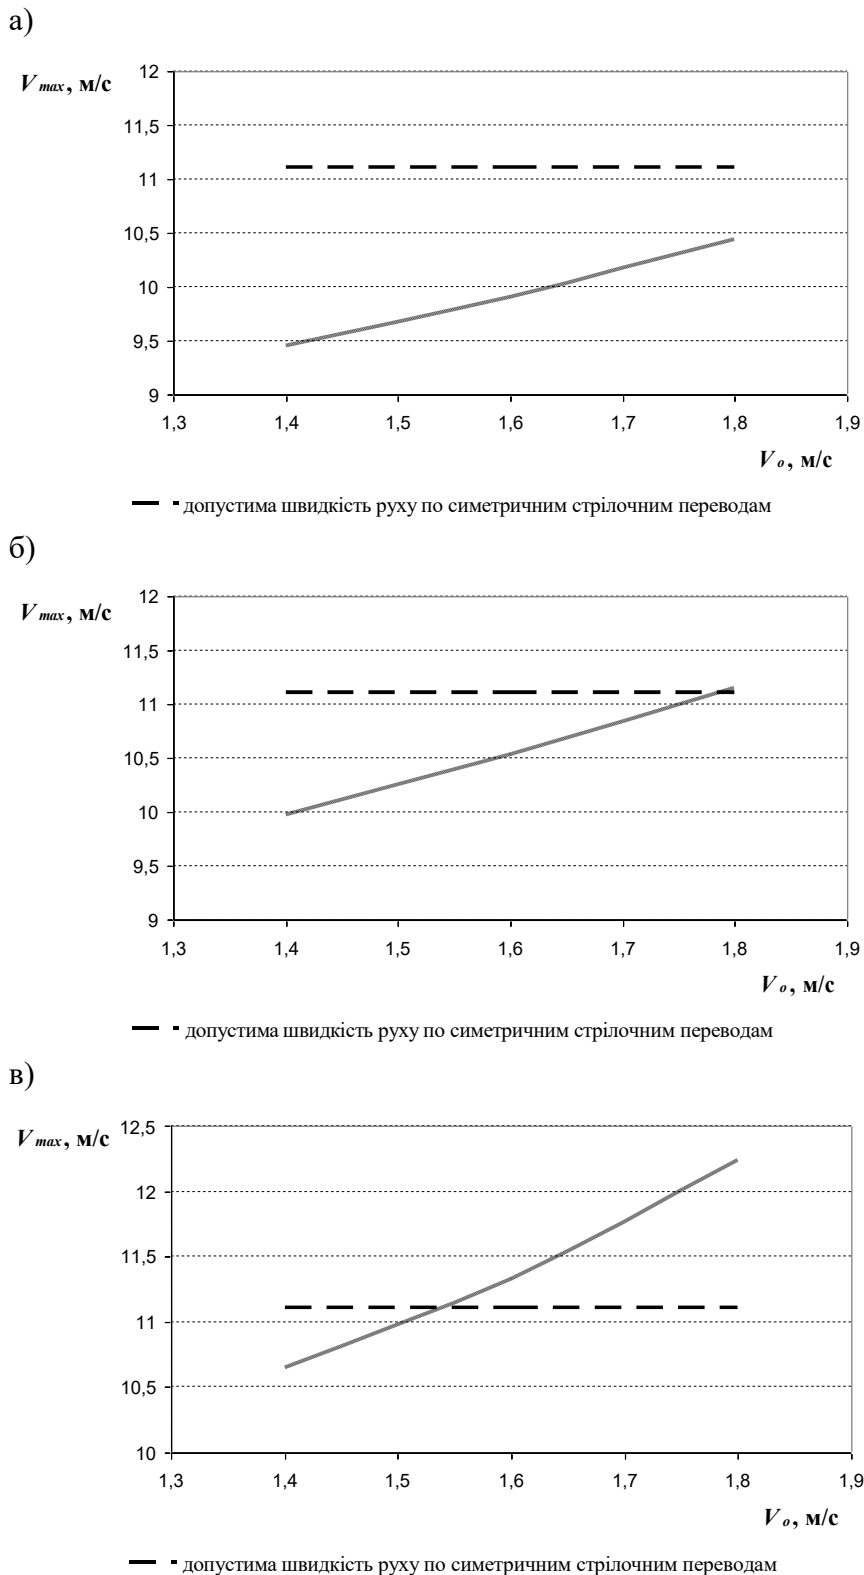 а)
12
V max, м/с
11,5
11
10,5
10
9,5
9
1,3 1,4 1,5 1,6 1,7 1,8 1,9
V o, м/с
допустима швидкість руху по симетричним стрілочним переводам
б)
12
V max, м/с
11,5
11
10,5
10
9,5
9
1,3 1,4 1,5 1,6 1,7 1,8 1,9
V o, м/с
допустима швидкість руху по симетричним стрілочним переводам
в)
V max, м/с 12,5
12
11,5
11
10,5
10
1,3 1,4 1,5 1,6 1,7 1,8 1,9
V o, м/с
допустима швидкість руху по симетричним стрілочним переводам